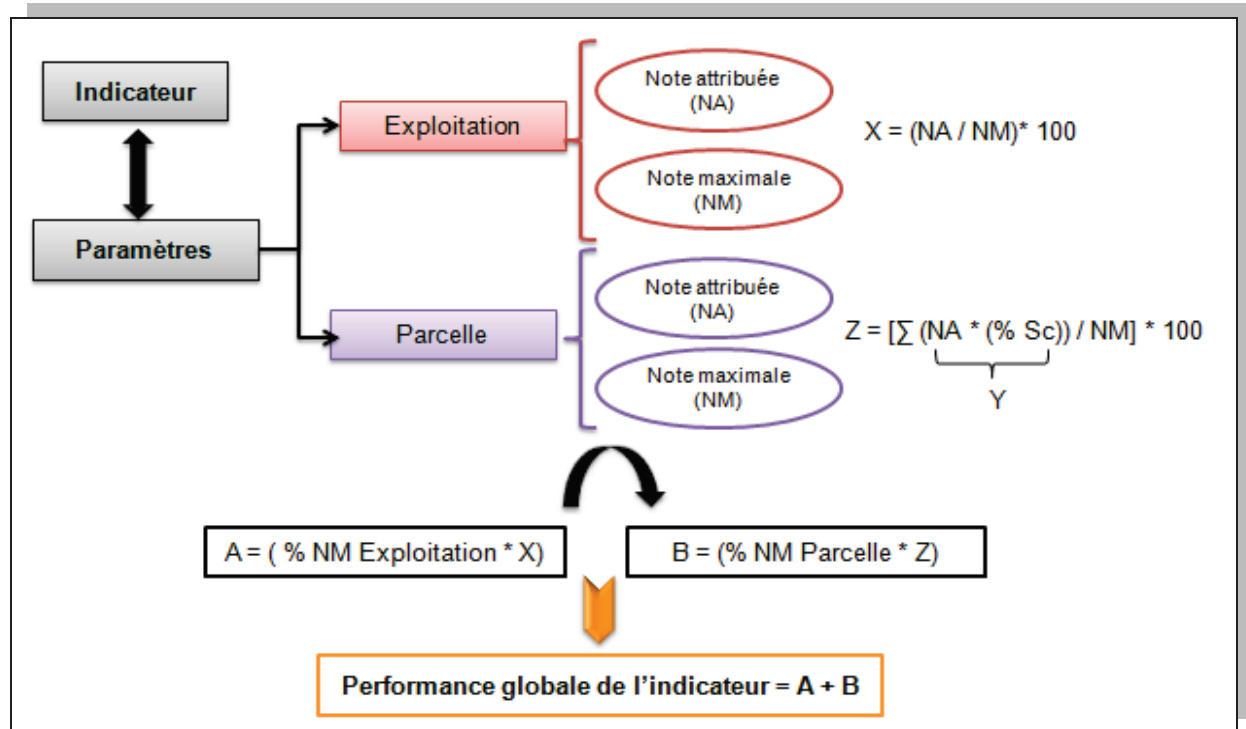 Indicateur
Paramètres
Exploitation
Note attribuée
(NA)
Note maximale
(NM)
X = (NA / NM)* 100
Parcelle
Note attribuée
(NA)
Note maximale
(NM)
Z = [∑ (NA * (% Sc)) / NM] * 100
Y
A = ( % NM Exploitation * X)
B = (% NM Parcelle * Z)
Performance globale de l’indicateur = A + B